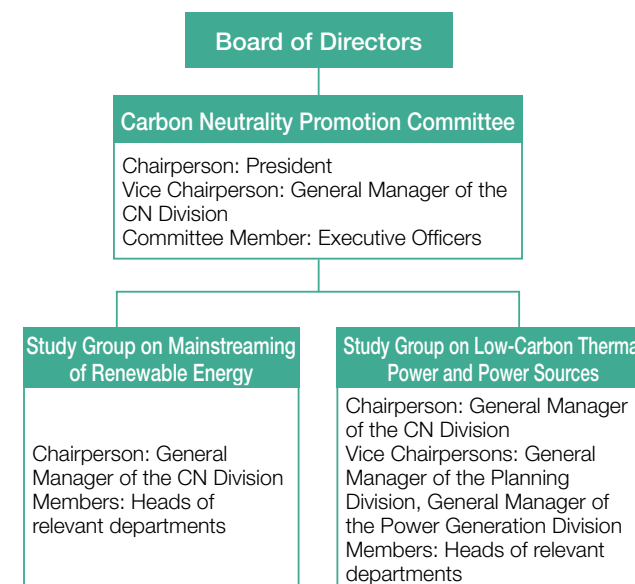 Board of Directors
Carbon Neutrality Promotion Committee
Chairperson: President
Vice Chairperson: General Manager of the
CN Division
Committee Member: Executive Officers
Study Group on Mainstreaming
of Renewable Energy
Chairperson: General
Manager of the CN Division
Members: Heads of
relevant departments
Study Group on Low-Carbon Therma
Power and Power Sources
Chairperson: General Manager
of the CN Division
Vice Chairpersons: General
Manager of the Planning
Division, General Manager of
the Power Generation Division
Members: Heads of relevant
departments